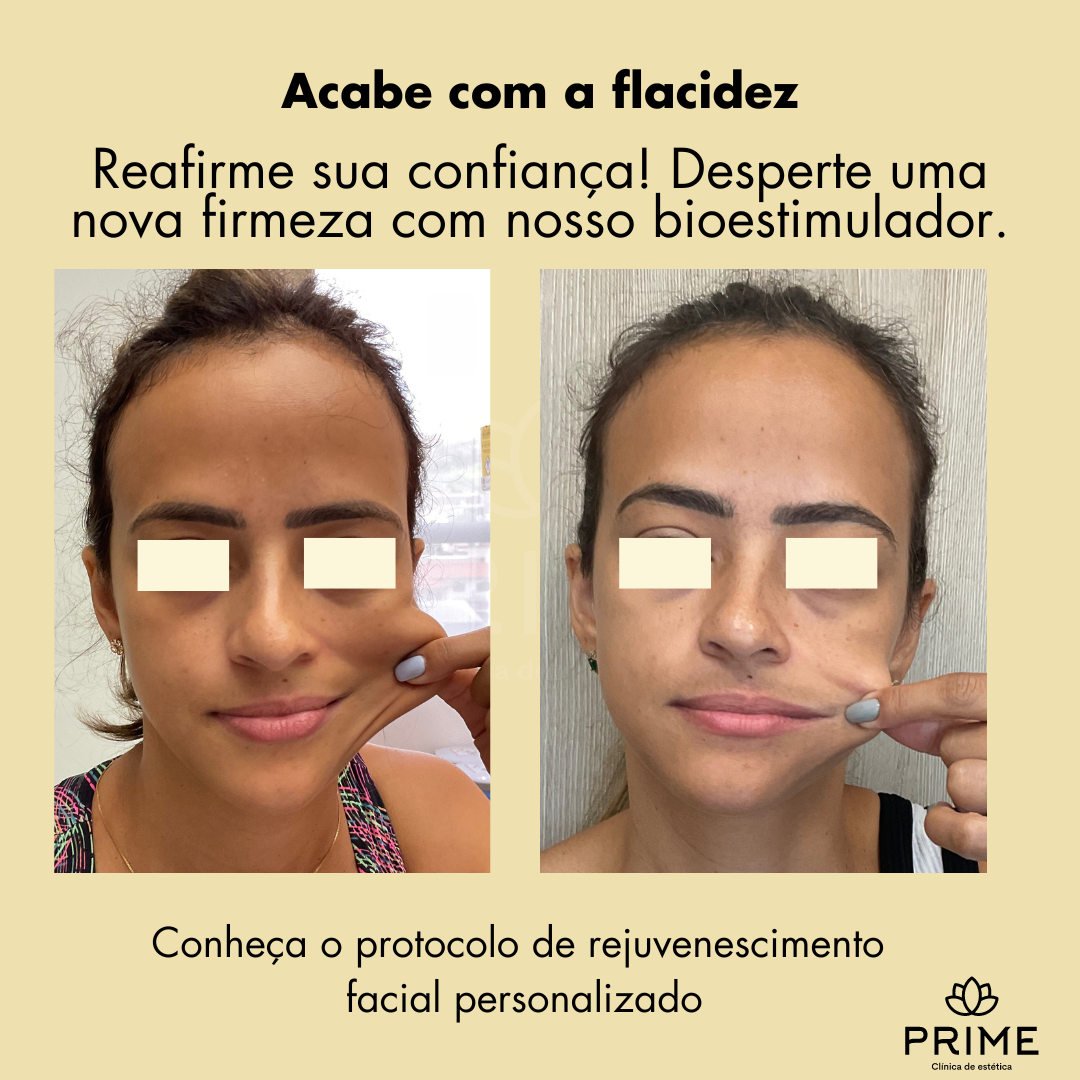 Acabe com a flacidez
Reafirme sua confiança! Desperte uma
nova firmeza com nosso bioestimulador.
Conheça o protocolo de rejuvenescimento
facial personalizado
PRIME
Clínica de estética